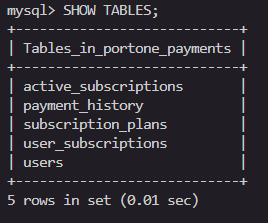 mysql> SHOW TABLES;
+---------------------------+
| Tables_in_portone_payments |
+---------------------------+
| active_subscriptions |
| payment_history |
| subscription_plans |
| user_subscriptions |
| users |
+---------------------------+
5 rows in set (0.01 sec)